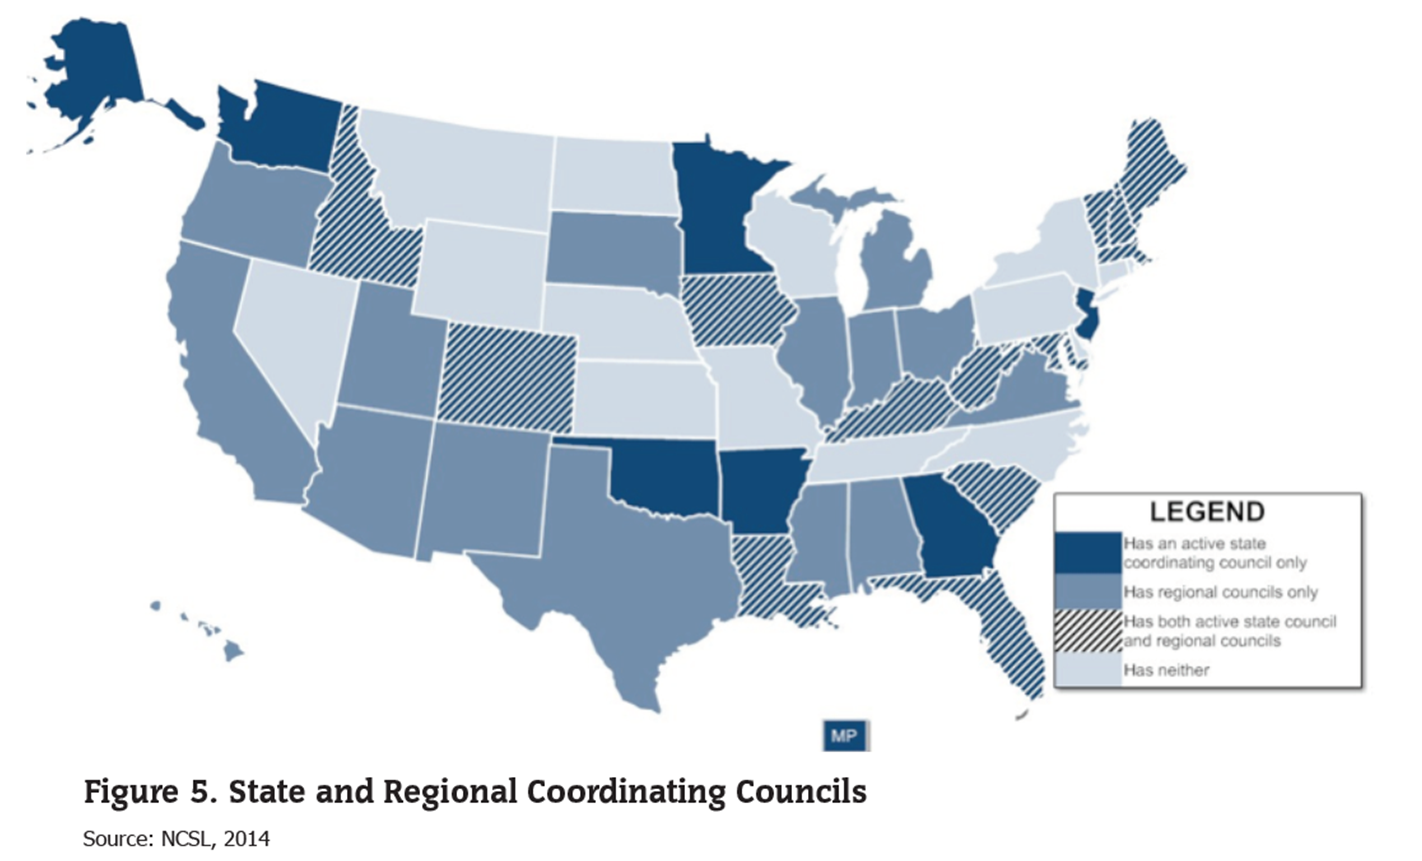 LEGEND
Has an active state
coordinating council only
Has regional councils only
Has both active state council
and regional councils
Has neither
MP
Figure 5. State and Regional Coordinating Councils
Source: NCSL, 2014